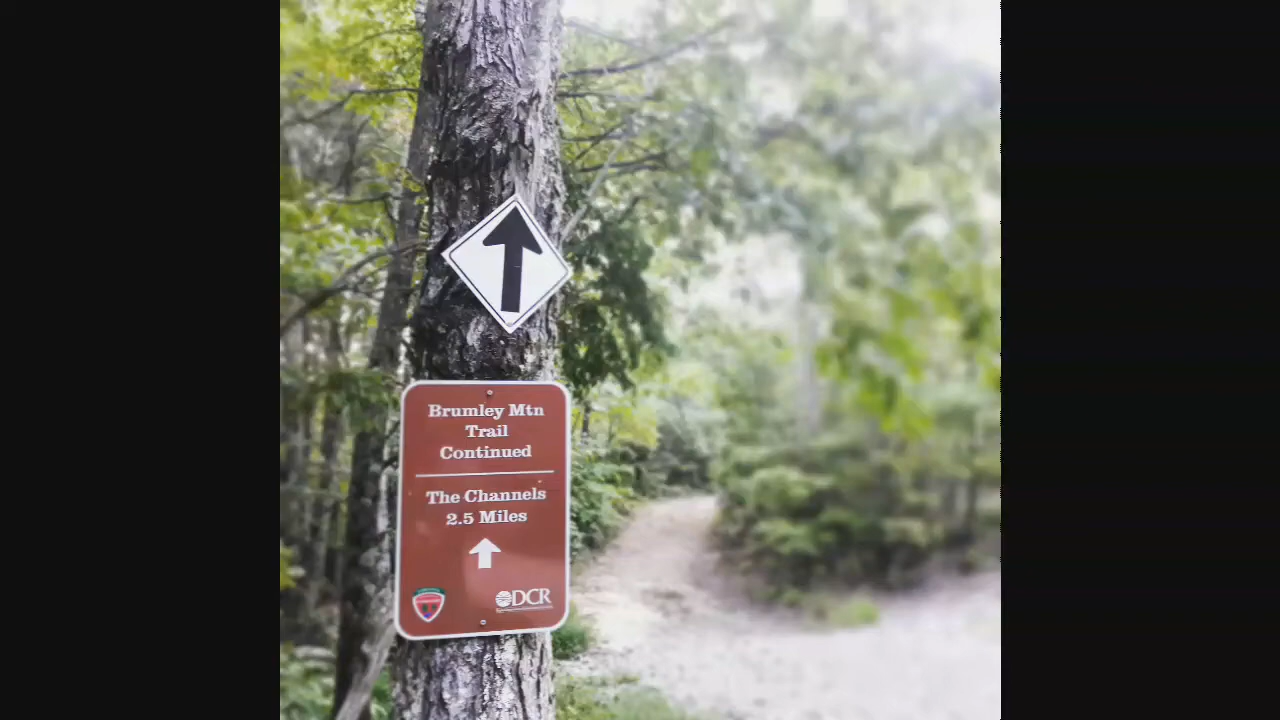 Brumley Mtn
Trail
Continued
The Channels
2.5 Miles
DCR